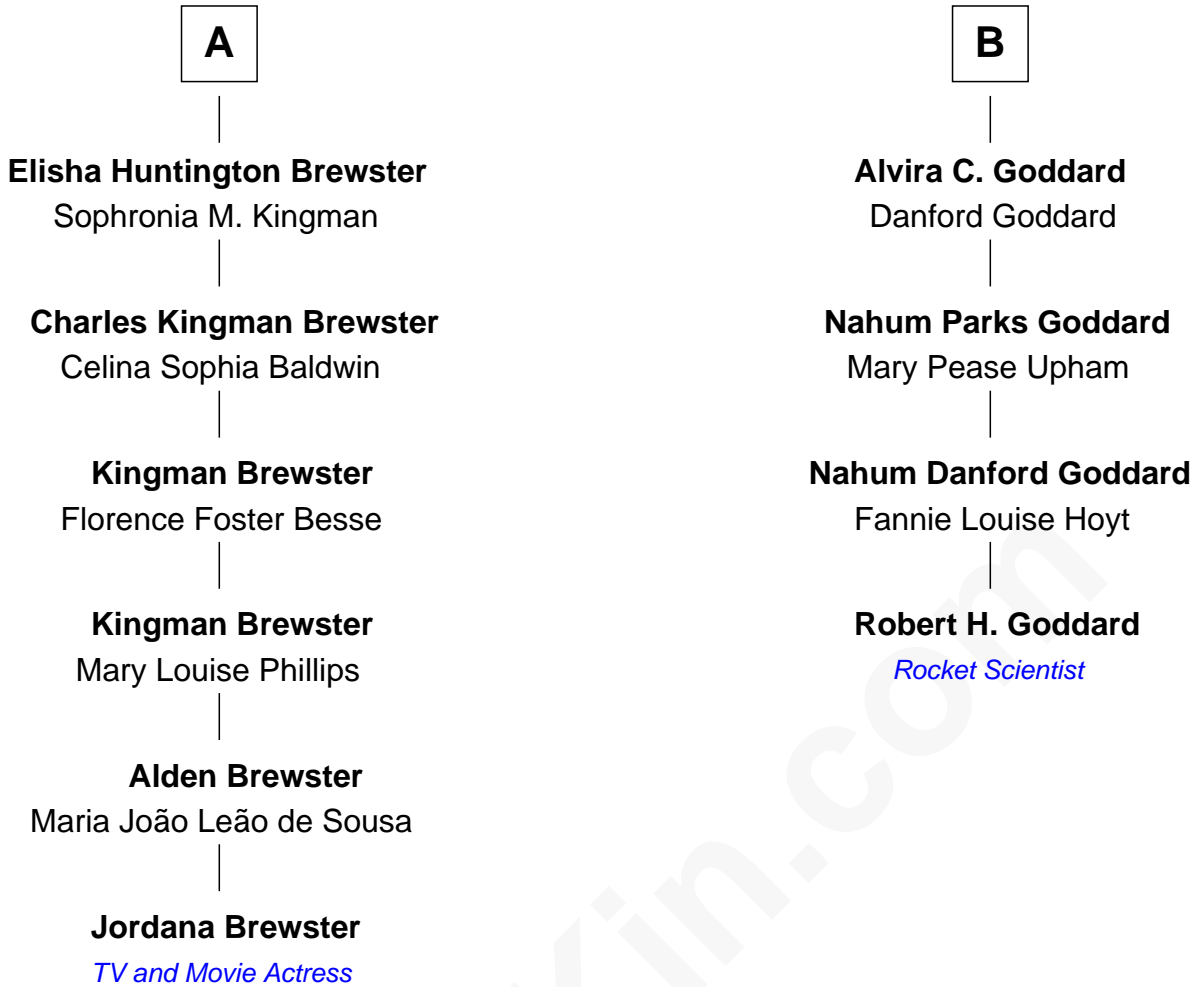 A
Elisha Huntington Brewster
Sophronia M. Kingman
Charles Kingman Brewster
Celina Sophia Baldwin
Kingman Brewster
Florence Foster Besse
Kingman Brewster
Mary Louise Phillips
Alden Brewster
Maria João Leão de Sousa
Jordana Brewster
TV and Movie Actress
B
Alvira C. Goddard
Danford Goddard
Nahum Parks Goddard
Mary Pease Upham
Nahum Danford Goddard
Fannie Louise Hoyt
Robert H. Goddard
Rocket Scientist
Kin.com